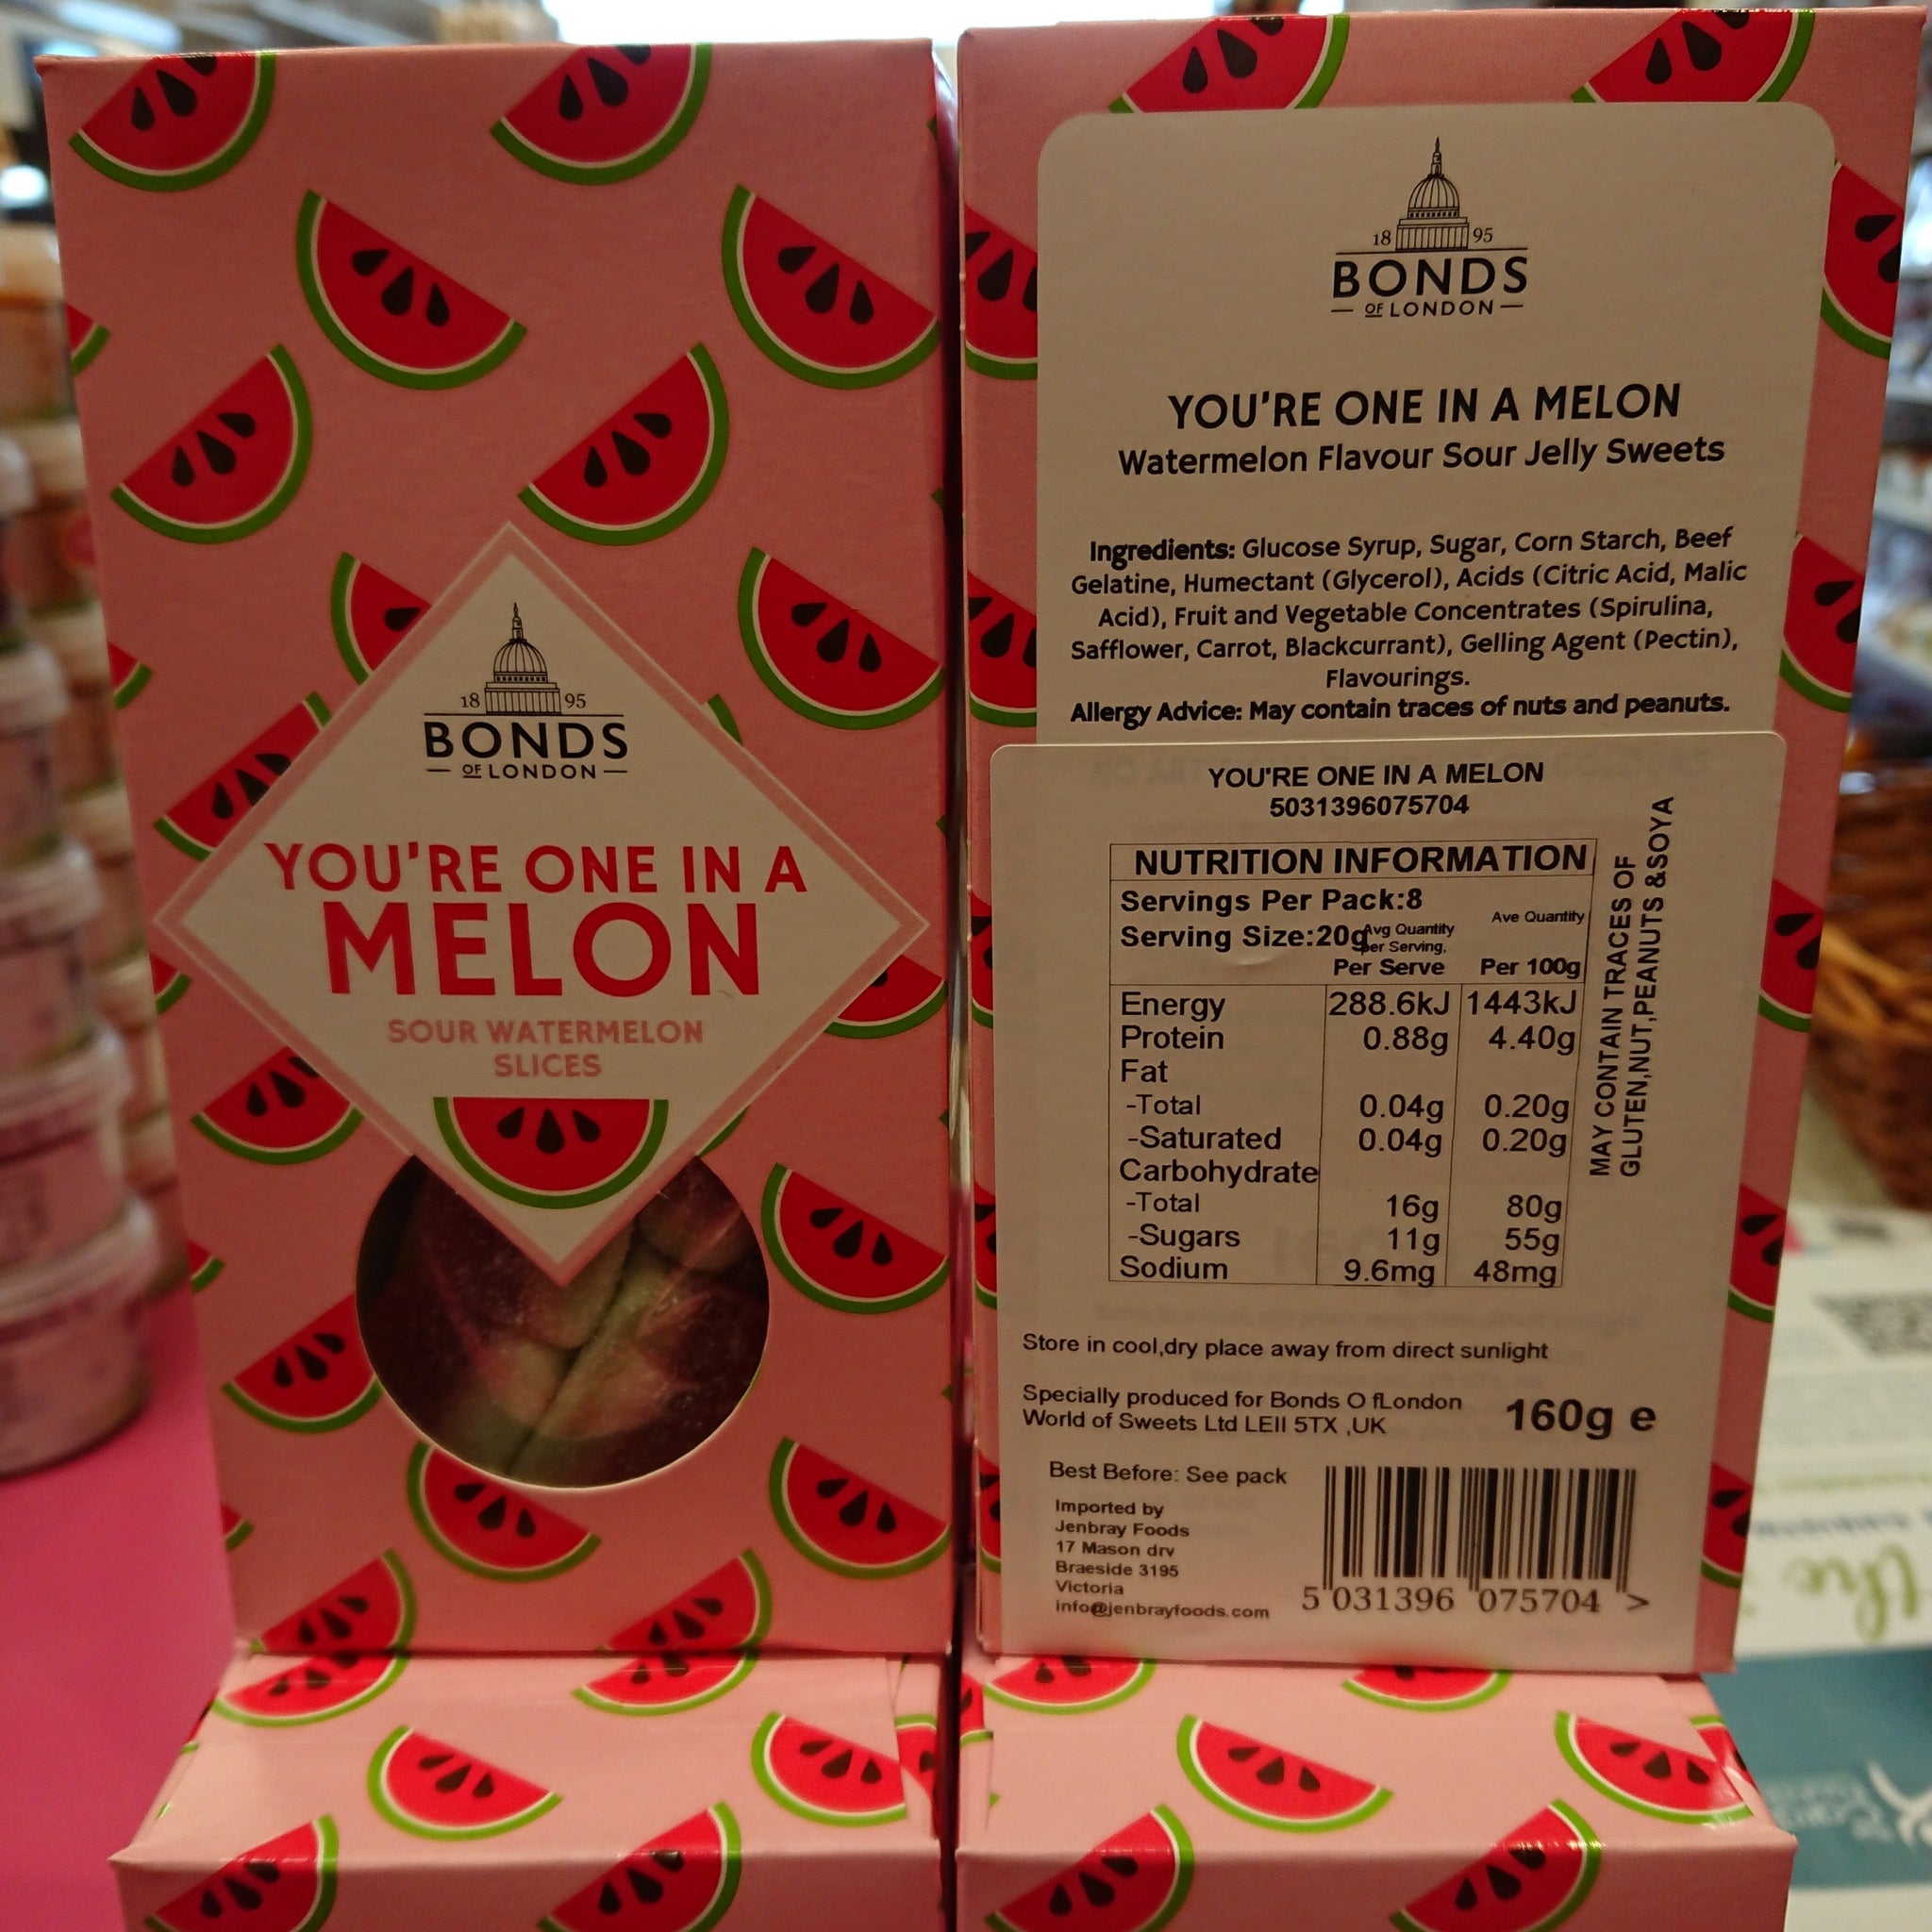 18 95
BONDS
OF LONDON
YOU'RE ONE IN A
MELON
SOUR WATERMELON
SLICES
18 95
BONDS
OF LONDON
YOU'RE ONE IN A MELON
Watermelon Flavour Sour Jelly Sweets
Ingredients: Glucose Syrup, Sugar, Corn Starch, Beef
Gelatine, Humectant (Glycerol), Acids (Citric Acid, Malic
Acid), Fruit and Vegetable Concentrates (Spirulina,
Safflower, Carrot, Blackcurrant), Gelling Agent (Pectin),
Flavourings.
Allergy Advice: May contain traces of nuts and peanuts.
YOU'RE ONE IN A MELON
5031396075704
NUTRITION INFORMATION
Servings Per Pack:8
Serving Size:20g
Avg Quantity
per Serving,
Per Serve
Ave Quantity
Per 100g
Energy 288.6kJ 1443kJ
Protein 0.88g 4.40g
Fat
-Total 0.04g 0.20g
-Saturated 0.04g 0.20g
Carbohydrate
-Total 16g 80g
-Sugars 11g 55g
Sodium 9.6mg 48mg
MAY CONTAIN TRACES OF
GLUTEN,NUT,PEANUTS &SOYA
Store in cool,dry place away from direct sunlight
Specially produced for Bonds O fLondon
World of Sweets Ltd LEII 5TX ,UK
160g e
Best Before: See pack
Imported by
Jenbray Foods
17 Mason drv
Braeside 3195
Victoria
info@jenbrayfoods.com
5 031396 075704 >
the